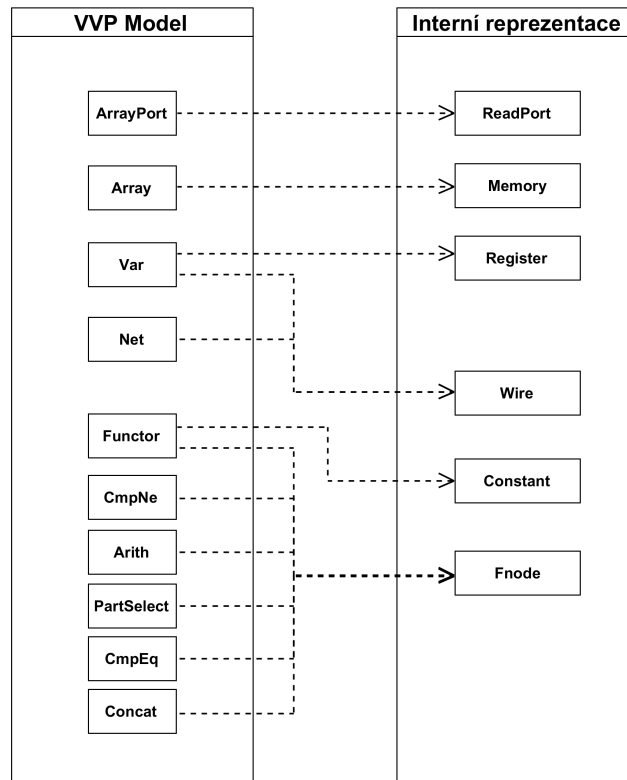 VVP Model
Interní reprezentace
ArrayPort
ReadPort
Array
Memory
Var
Register
Net
Wire
Functor
Constant
CmpNe
Arith
Fnode
PartSelect
CmpEq
Concat